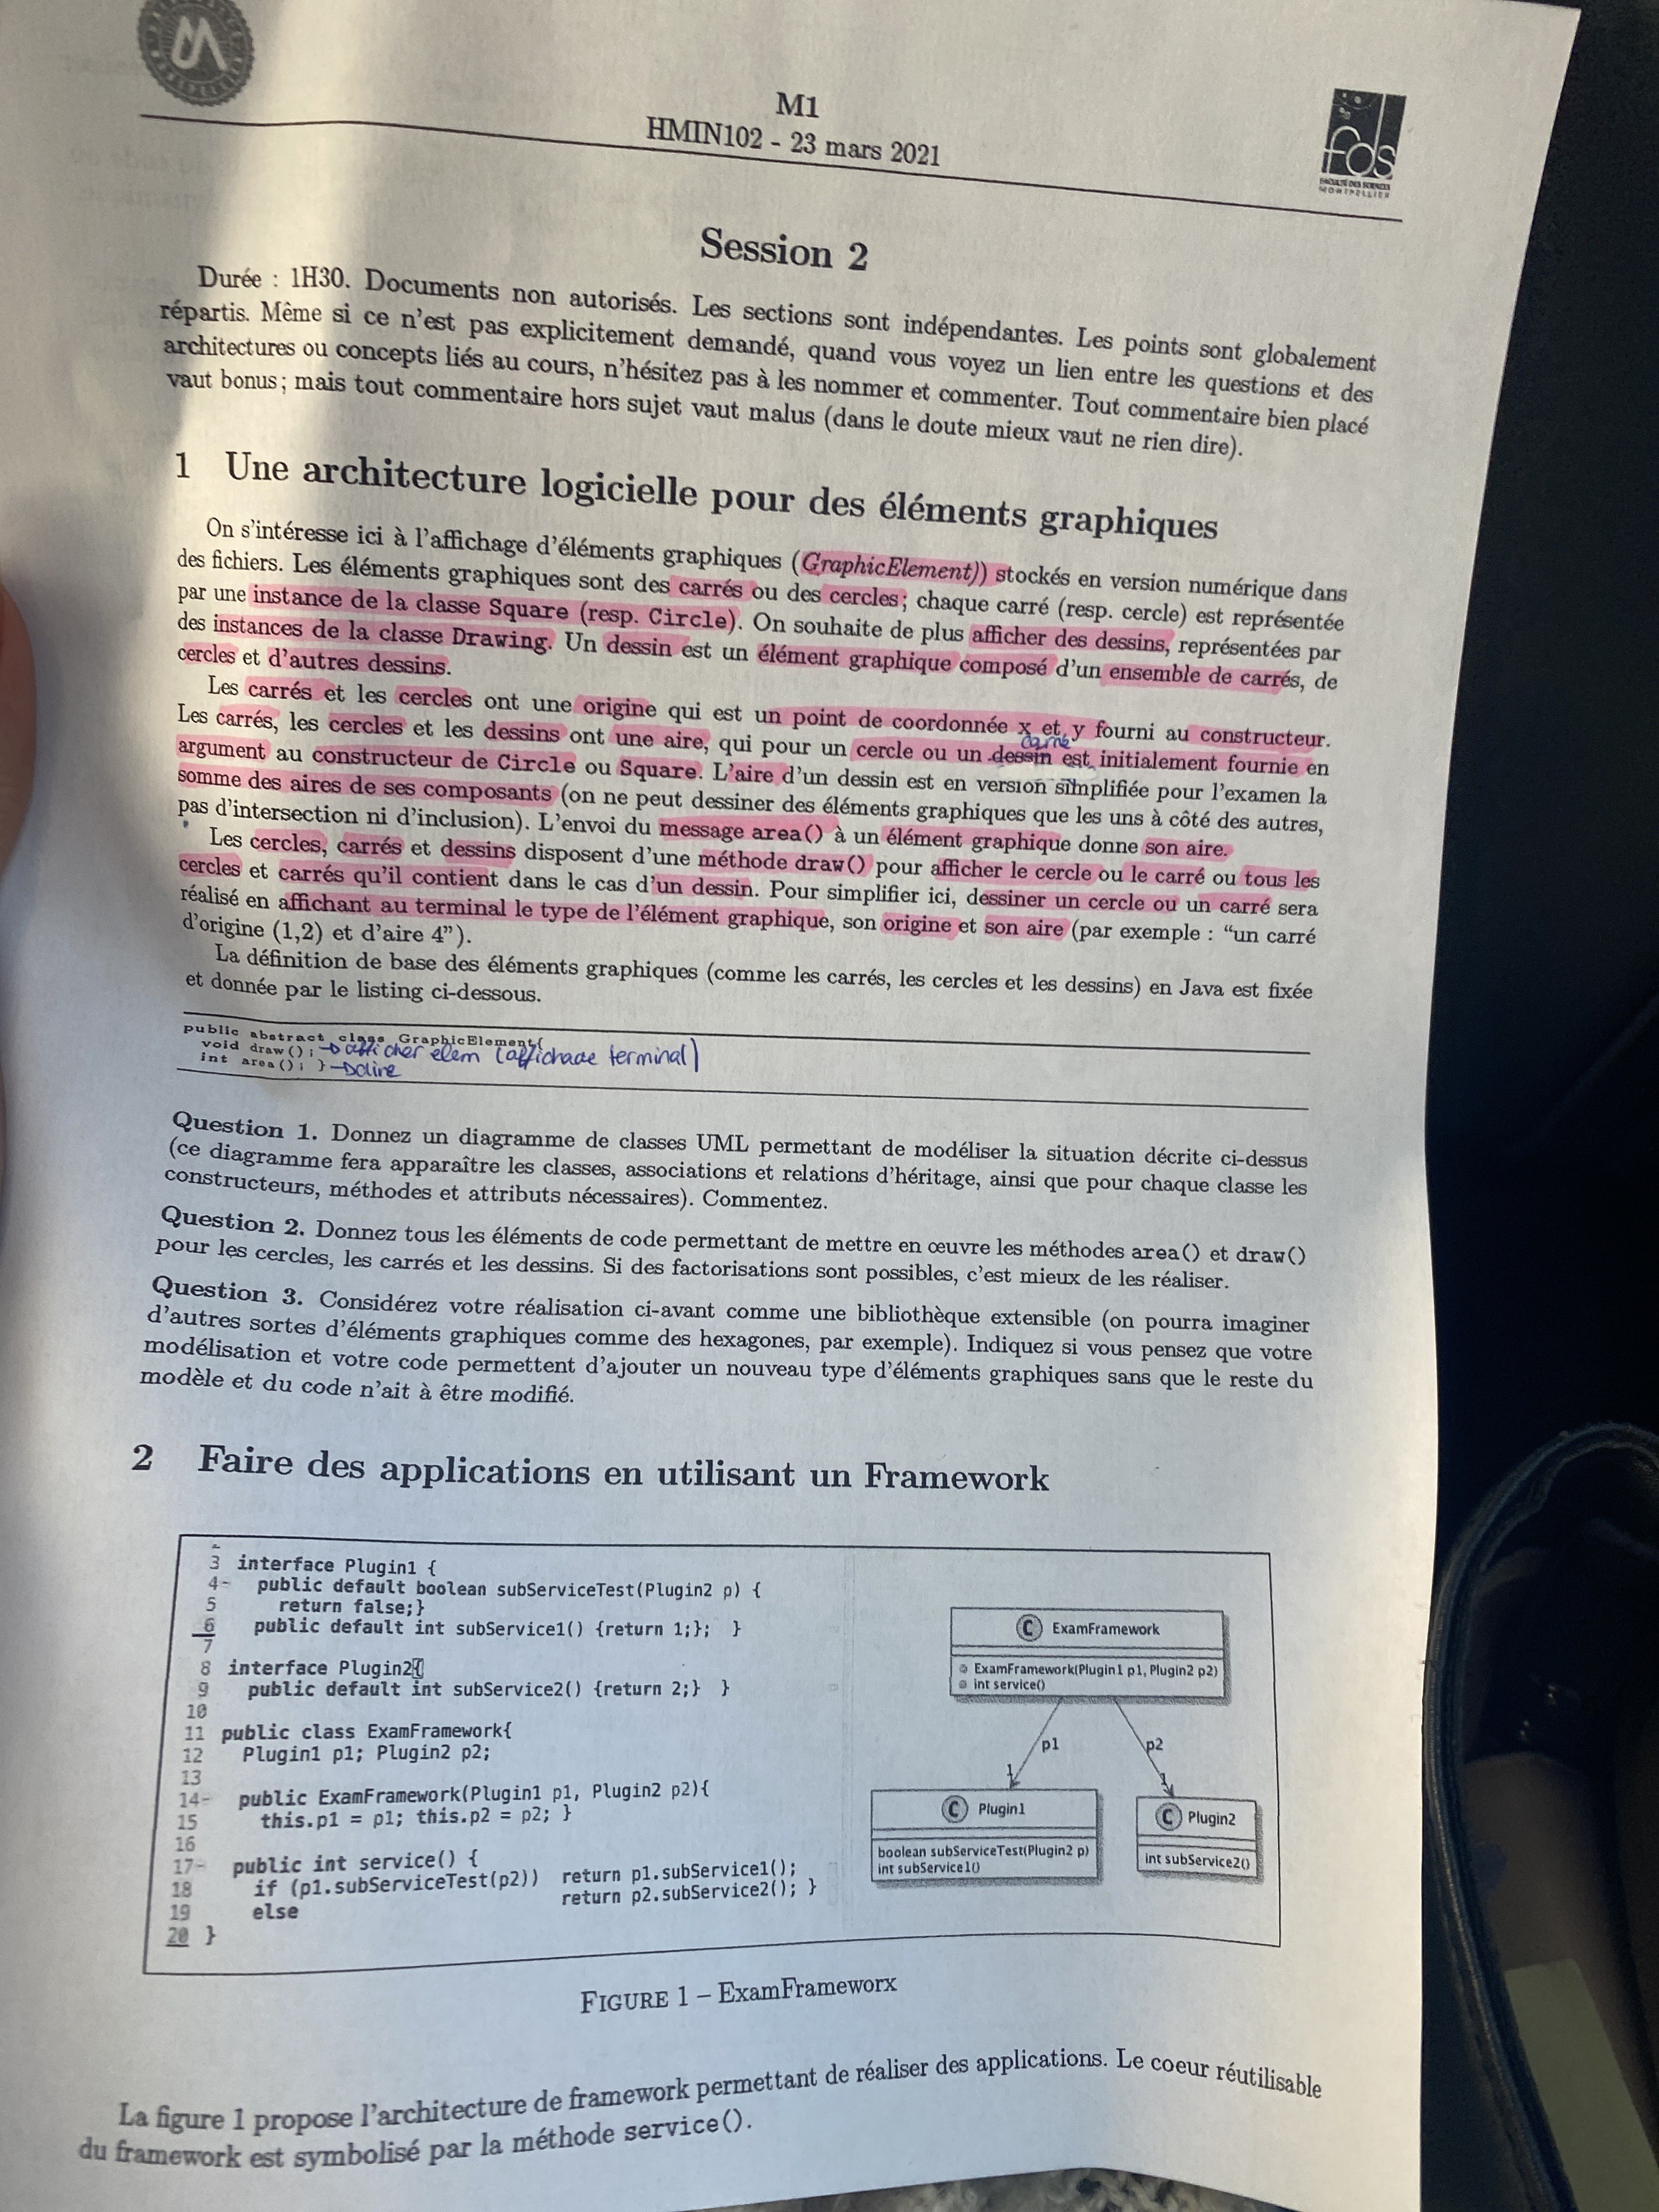 M1
HMIN102 - 23 mars 2021
fds
FACULTÉ DES SCIENCES
MONTPELLIER
Session 2
Durée : 1H30. Documents non autorisés. Les sections sont indépendantes. Les points sont globalement
répartis. Même si ce n'est pas explicitement demandé, quand vous voyez un lien entre les questions et des
architectures ou concepts liés au cours, n'hésitez pas à les nommer et commenter. Tout commentaire bien placé
vaut bonus ; mais tout commentaire hors sujet vaut malus (dans le doute mieux vaut ne rien dire).
1 Une architecture logicielle pour des éléments graphiques
On s'intéresse ici à l'affichage d'éléments graphiques (GraphicElement)) stockés en version numérique dans
des fichiers. Les éléments graphiques sont des carrés ou des cercles ; chaque carré (resp. cercle) est représentée
par une instance de la classe Square (resp. Circle). On souhaite de plus afficher des dessins, représentées par
des instances de la classe Drawing. Un dessin est un élément graphique composé d'un ensemble de carrés, de
cercles et d'autres dessins.
Les carrés et les cercles ont une origine qui est un point de coordonnée x et y fourni au constructeur.
Les carrés, les cercles et les dessins ont une aire, qui pour un cercle ou un dessin est initialement fournie en
carré
argument au constructeur de Circle ou Square. L'aire d'un dessin est en version simplifiée pour l'examen la
somme des aires de ses composants (on ne peut dessiner des éléments graphiques que les uns à côté des autres,
pas d'intersection ni d'inclusion). L'envoi du message area() à un élément graphique donne son aire.
Les cercles, carrés et dessins disposent d'une méthode draw() pour afficher le cercle ou le carré ou tous les
cercles et carrés qu'il contient dans le cas d'un dessin. Pour simplifier ici, dessiner un cercle ou un carré sera
réalisé en affichant au terminal le type de l'élément graphique, son origine et son aire (par exemple : "un carré
d'origine (1,2) et d'aire 4").
La définition de base des éléments graphiques (comme les carrés, les cercles et les dessins) en Java est fixée
et donnée par le listing ci-dessous.
public abstract class GraphicElement{
void draw(); → afficher elem (affichage terminal)
int area(); } → aire
Question 1. Donnez un diagramme de classes UML permettant de modéliser la situation décrite ci-dessus
(ce diagramme fera apparaître les classes, associations et relations d'héritage, ainsi que pour chaque classe les
constructeurs, méthodes et attributs nécessaires). Commentez.
Question 2. Donnez tous les éléments de code permettant de mettre en œuvre les méthodes area() et draw()
pour les cercles, les carrés et les dessins. Si des factorisations sont possibles, c'est mieux de les réaliser.
Question 3. Considérez votre réalisation ci-avant comme une bibliothèque extensible (on pourra imaginer
d'autres sortes d'éléments graphiques comme des hexagones, par exemple). Indiquez si vous pensez que votre
modélisation et votre code permettent d'ajouter un nouveau type d'éléments graphiques sans que le reste du
modèle et du code n'ait à être modifié.
2 Faire des applications en utilisant un Framework
3 interface Plugin1 {
4- public default boolean subServiceTest(Plugin2 p) {
5 return false;}
6 public default int subService1() {return 1;}; }
7
8 interface Plugin2{
9 public default int subService2() {return 2;} }
10
11 public class ExamFramework{
12 Plugin1 p1; Plugin2 p2;
13
14- public ExamFramework(Plugin1 p1, Plugin2 p2){
15 this.p1 = p1; this.p2 = p2; }
16
17- public int service() {
18 if (p1.subServiceTest(p2)) return p1.subService1();
19 else return p2.subService2(); }
20 }
C ExamFramework
ExamFramework(Plugin1 p1, Plugin2 p2)
int service()
p1 p2
1 1
C Plugin1
boolean subServiceTest(Plugin2 p)
int subService1()
C Plugin2
int subService2()
FIGURE 1 – ExamFrameworx
La figure 1 propose l'architecture de framework permettant de réaliser des applications. Le coeur réutilisable
du framework est symbolisé par la méthode service().